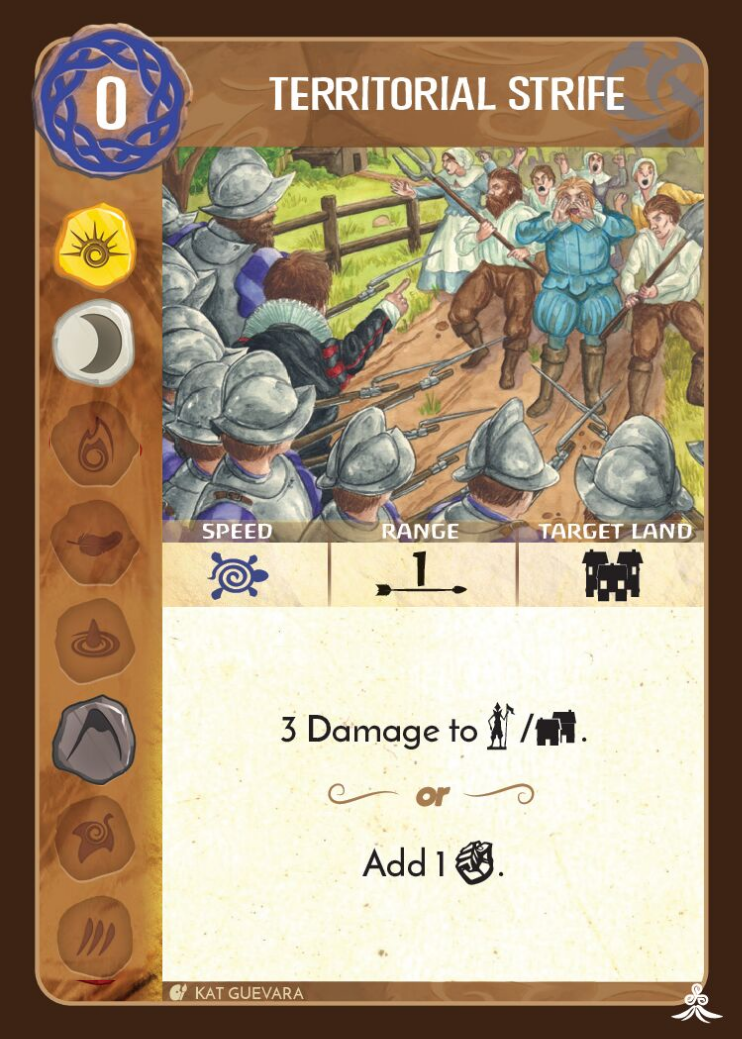 0
TERRITORIAL STRIFE
SPEED RANGE TARGET LAND
1
3 Damage to / .
or
Add 1 .
KAT GUEVARA